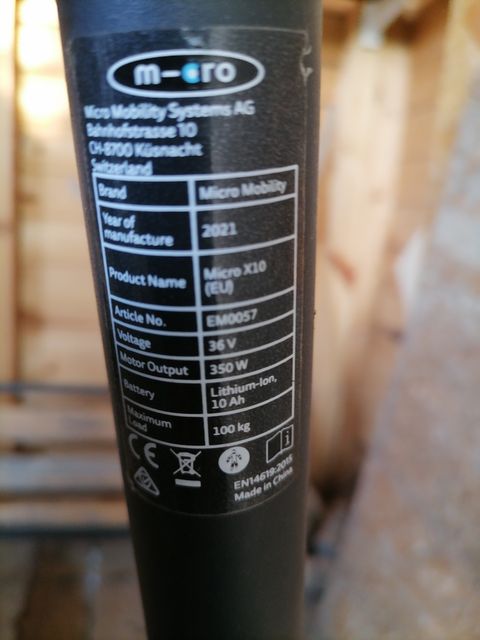 m-cro
Micro Mobility Systems AG
Bahnhofstrasse 10
CH-8700 Küsnacht
Switzerland
Brand Micro Mobility
Year of
manufacture 2021
Product Name Micro X10
(EU)
Article No. EM0057
Voltage 36 V
Motor Output 350 W
Battery Lithium-Ion,
10 Ah
Maximum
Load 100 kg
CE
EN14619:2015
Made in China